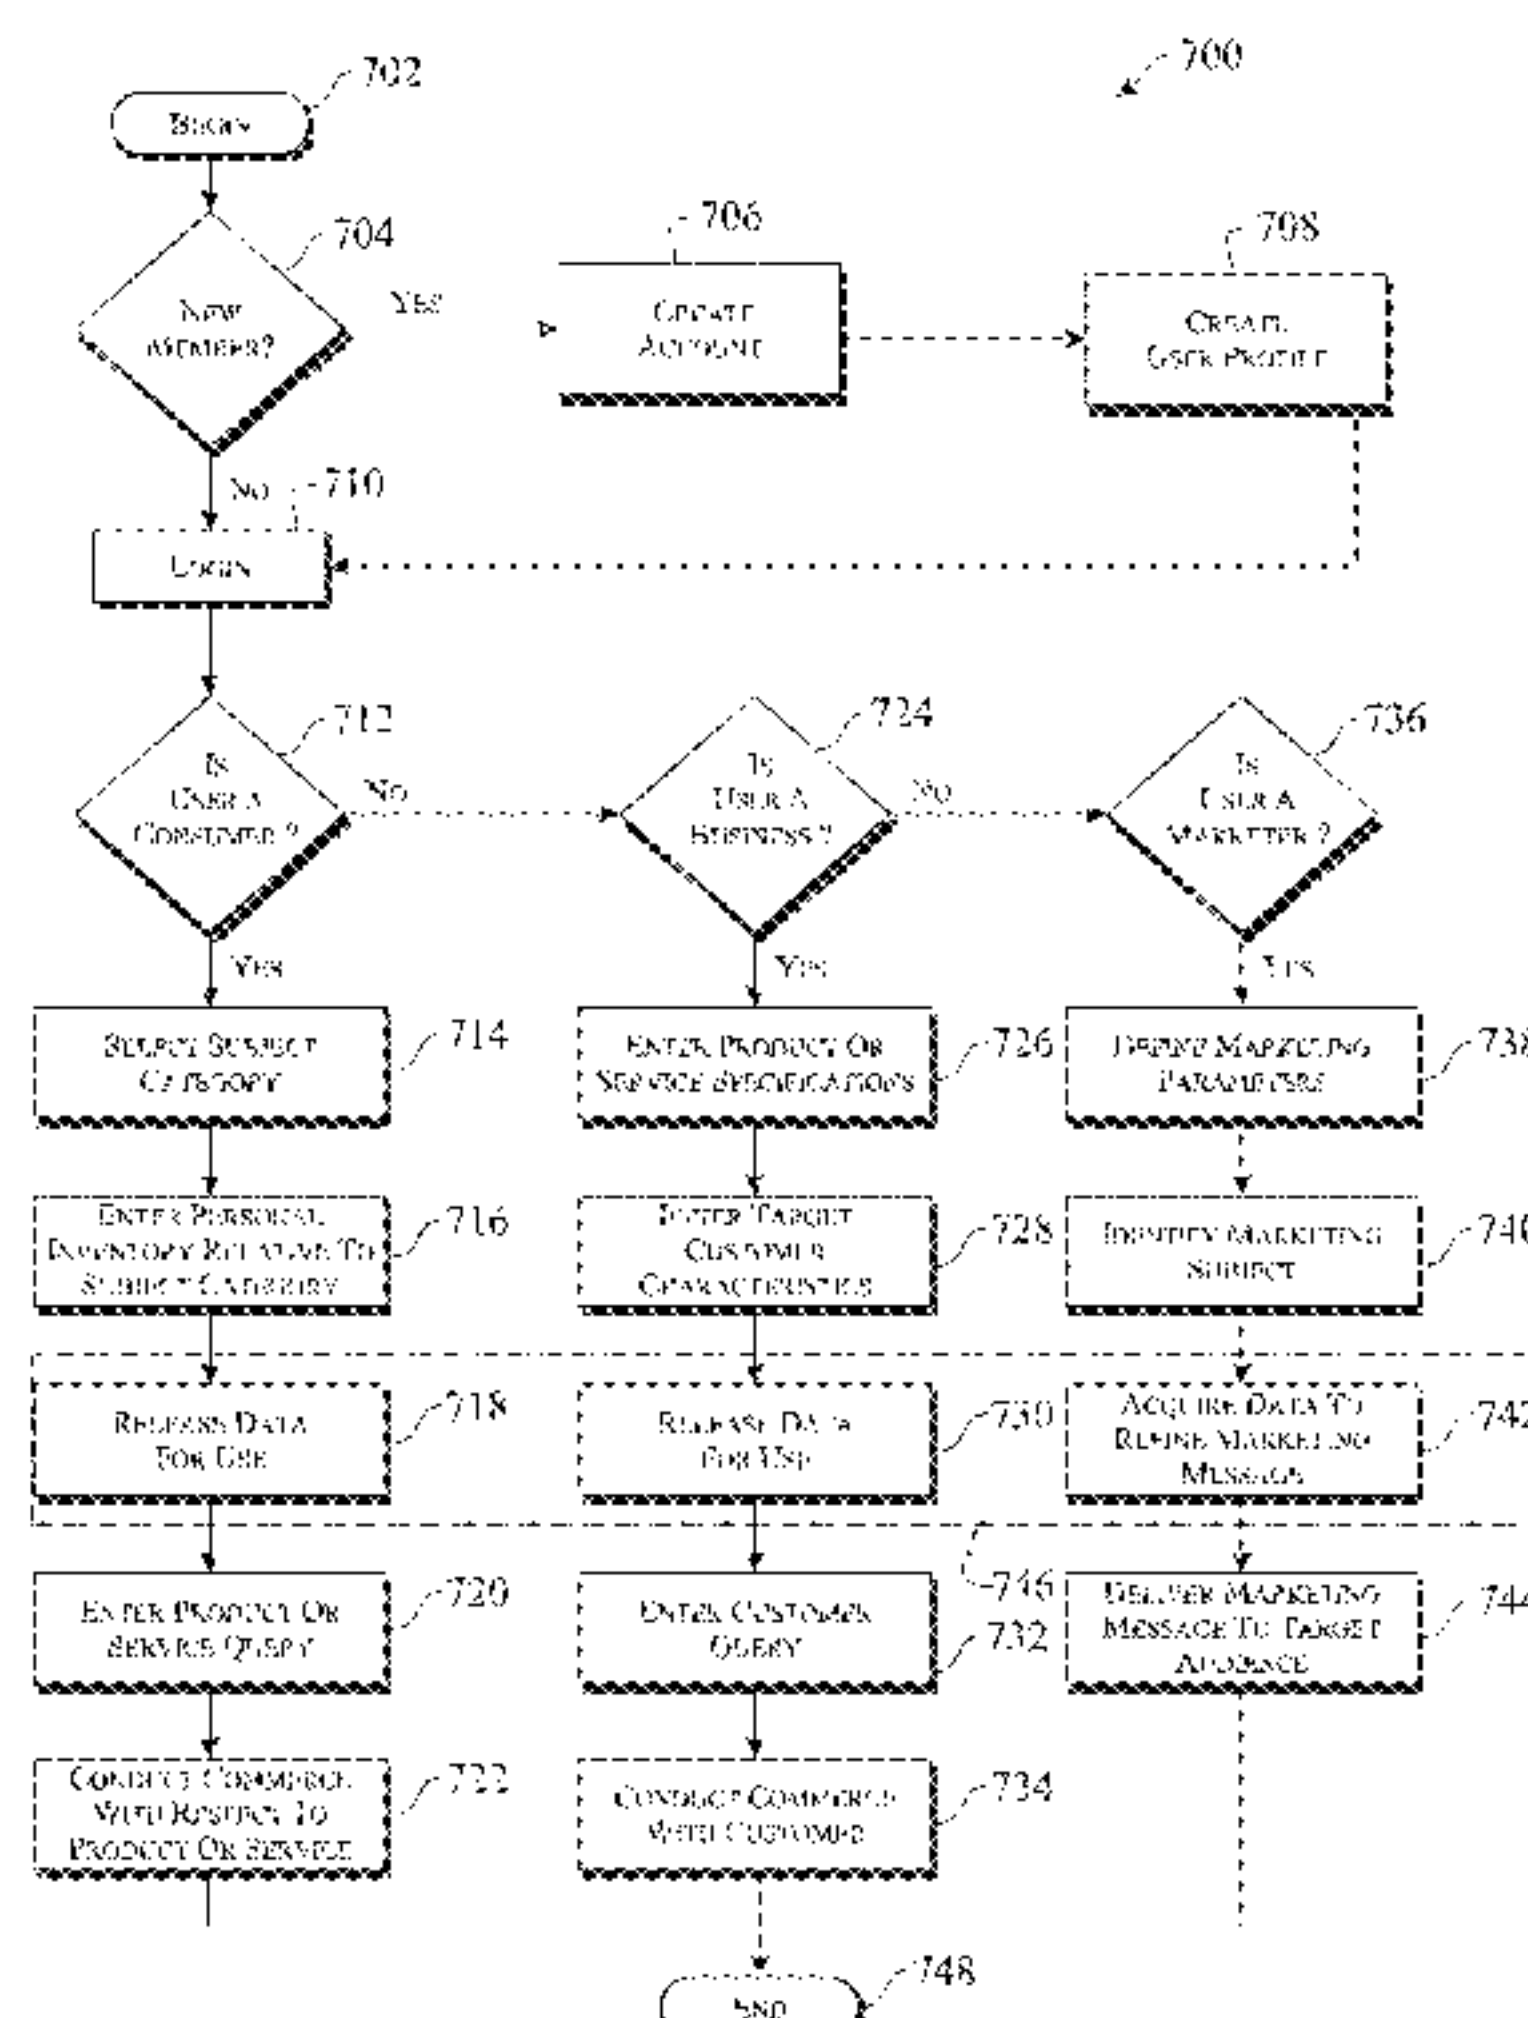 702
700
BEGIN
704
706
708
NEW
MEMBER?
YES
CREATE
ACCOUNT
CREATE
USER PROFILE
NO
710
LOGIN
712
724
736
IS
USER A
CONSUMER ?
NO
IS
USER A
BUSINESS ?
NO
IS
USER A
MARKETER ?
YES
YES
YES
SELECT SUBJECT
CATEGORY
714
ENTER PRODUCT OR
SERVICE SPECIFICATIONS
726
DEFINE MARKETING
PARAMETERS
738
ENTER PERSONAL
INVENTORY RELATIVE TO
SUBJECT CATEGORY
716
ENTER TARGET
CUSTOMER
CHARACTERISTICS
728
IDENTIFY MARKETING
SUBJECT
740
RELEASE DATA
FOR USE
718
RELEASE DATA
FOR USE
730
ACQUIRE DATA TO
REFINE MARKETING
MESSAGE
742
ENTER PRODUCT OR
SERVICE QUERY
720
ENTER CUSTOMER
QUERY
746
732
DELIVER MARKETING
MESSAGE TO TARGET
AUDIANCE
744
CONDUCT COMMERCE
WITH RESPECT TO
PRODUCT OR SERVICE
722
CONDUCT COMMERCE
WITH CUSTOMER
734
748
END